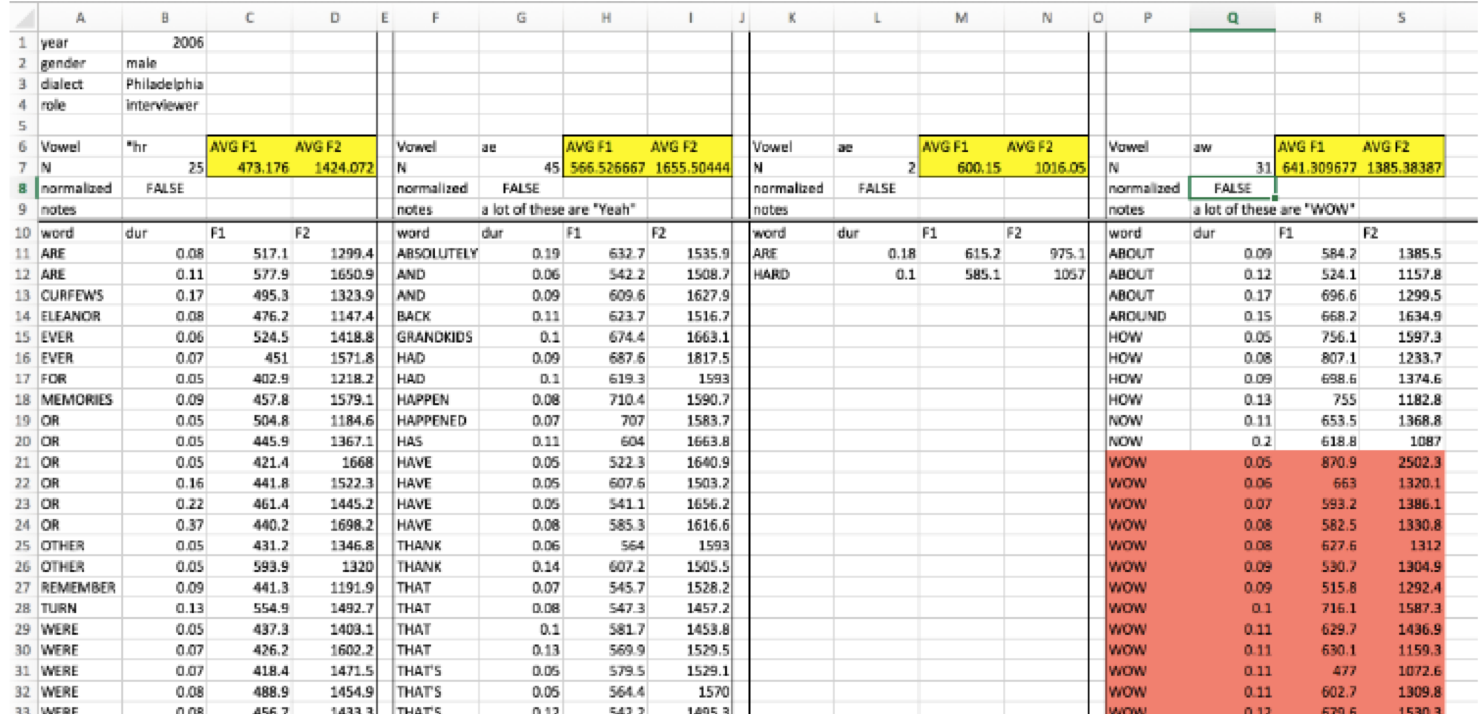 A B C D E F G H I J K L M N O P Q R S
1 year 2006
2 gender male
3 dialect Philadelphia
4 role interviewer
5
6 Vowel *hr AVG F1 AVG F2 Vowel ae AVG F1 AVG F2 Vowel ae AVG F1 AVG F2 Vowel aw AVG F1 AVG F2
7 N 25 473.176 1424.072 N 45 566.526667 1655.50444 N 2 600.15 1016.05 N 31 641.309677 1385.38387
8 normalized FALSE normalized FALSE normalized FALSE normalized FALSE
9 notes notes a lot of these are "Yeah" notes notes a lot of these are "WOW"
10 word dur F1 F2 word dur F1 F2 word dur F1 F2 word dur F1 F2
11 ARE 0.08 517.1 1299.4 ABSOLUTELY 0.19 632.7 1535.9 ARE 0.18 615.2 975.1 ABOUT 0.09 584.2 1385.5
12 ARE 0.11 577.9 1650.9 AND 0.06 542.2 1508.7 HARD 0.1 585.1 1057 ABOUT 0.12 524.1 1157.8
13 CURFEWS 0.17 495.3 1323.9 AND 0.09 609.6 1627.9 ABOUT 0.17 696.6 1299.5
14 ELEANOR 0.08 476.2 1147.4 BACK 0.11 623.7 1516.7 AROUND 0.15 668.2 1634.9
15 EVER 0.06 524.5 1418.8 GRANDKIDS 0.1 674.4 1663.1 HOW 0.05 756.1 1597.3
16 EVER 0.07 451 1571.8 HAD 0.09 687.6 1817.5 HOW 0.08 807.1 1233.7
17 FOR 0.05 402.9 1218.2 HAD 0.1 619.3 1593 HOW 0.09 698.6 1374.6
18 MEMORIES 0.09 457.8 1579.1 HAPPEN 0.08 710.4 1590.7 HOW 0.13 755 1182.8
19 OR 0.05 504.8 1184.6 HAPPENED 0.07 707 1583.7 NOW 0.11 653.5 1368.8
20 OR 0.05 445.9 1367.1 HAS 0.11 604 1663.8 NOW 0.2 618.8 1087
21 OR 0.05 421.4 1668 HAVE 0.05 522.3 1640.9 WOW 0.05 870.9 2502.3
22 OR 0.16 441.8 1522.3 HAVE 0.05 607.6 1503.2 WOW 0.06 663 1320.1
23 OR 0.22 461.4 1445.2 HAVE 0.05 541.1 1656.2 WOW 0.07 593.2 1386.1
24 OR 0.37 440.2 1698.2 HAVE 0.08 585.3 1616.6 WOW 0.08 582.5 1330.8
25 OTHER 0.05 431.2 1346.8 THANK 0.06 564 1593 WOW 0.08 627.6 1312
26 OTHER 0.05 593.9 1320 THANK 0.14 607.2 1505.5 WOW 0.09 530.7 1304.9
27 REMEMBER 0.09 441.3 1191.9 THAT 0.07 545.7 1528.2 WOW 0.09 515.8 1292.4
28 TURN 0.13 554.9 1492.7 THAT 0.08 547.3 1457.2 WOW 0.1 716.1 1587.3
29 WERE 0.05 437.3 1403.1 THAT 0.1 581.7 1453.8 WOW 0.11 629.7 1436.9
30 WERE 0.07 426.2 1602.2 THAT 0.13 569.9 1529.5 WOW 0.11 630.1 1159.3
31 WERE 0.07 418.4 1471.5 THAT'S 0.05 579.5 1529.1 WOW 0.11 477 1072.6
32 WERE 0.08 488.9 1454.9 THAT'S 0.05 564.4 1570 WOW 0.11 602.7 1309.8
33 WERE 0.08 456.7 1433.3 THAT'S 0.12 542.2 1495.3 WOW 0.12 679.6 1530.3